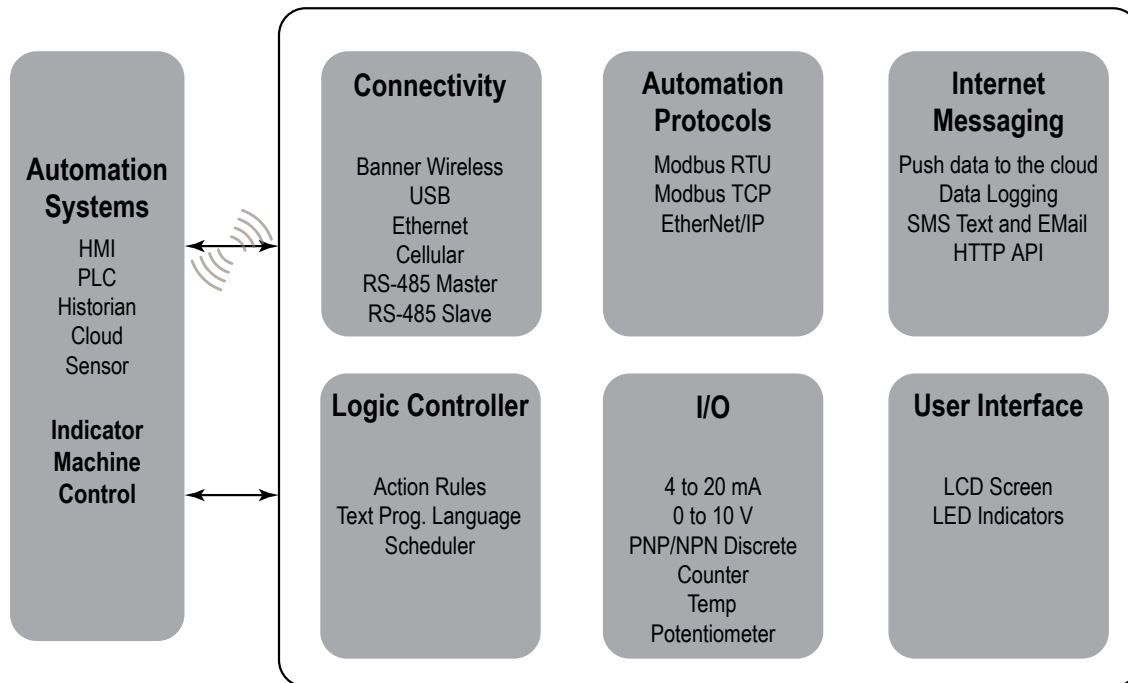 Automation
Systems
HMI
PLC
Historian
Cloud
Sensor
Indicator
Machine
Control
Connectivity
Banner Wireless
USB
Ethernet
Cellular
RS-485 Master
RS-485 Slave
Automation
Protocols
Modbus RTU
Modbus TCP
EtherNet/IP
Internet
Messaging
Push data to the cloud
Data Logging
SMS Text and EMail
HTTP API
Logic Controller
Action Rules
Text Prog. Language
Scheduler
I/O
4 to 20 mA
0 to 10 V
PNP/NPN Discrete
Counter
Temp
Potentiometer
User Interface
LCD Screen
LED Indicators